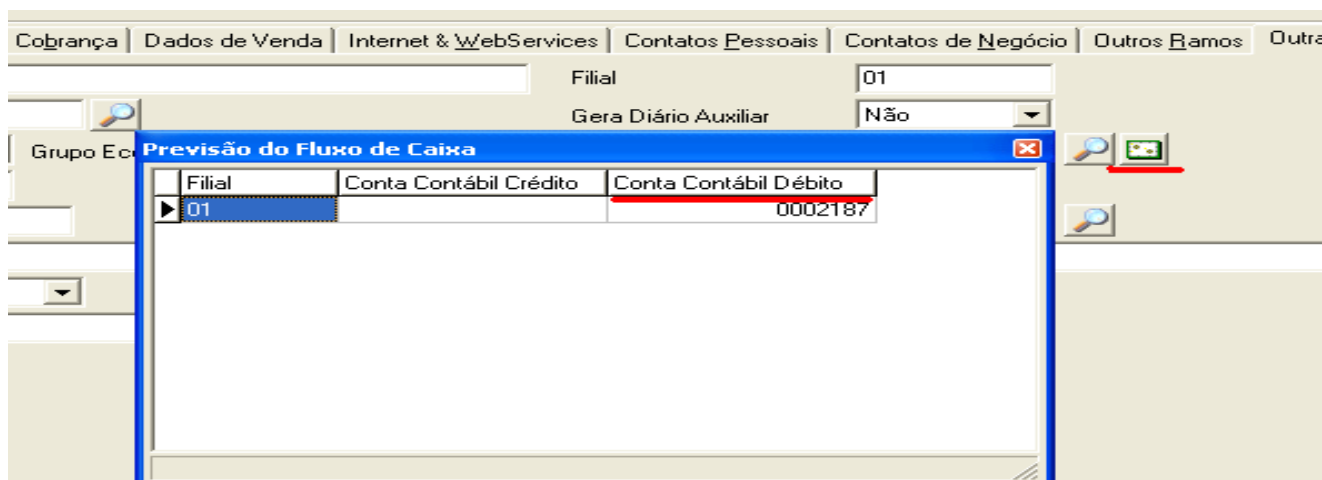 Cobrança Dados de Venda Internet & WebServices Contatos Pessoais Contatos de Negócio Outros Ramos Outra
Filial 01
Gera Diário Auxiliar Não
Grupo Ec
Previsão do Fluxo de Caixa
Filial Conta Contábil Crédito Conta Contábil Débito
01 0002187